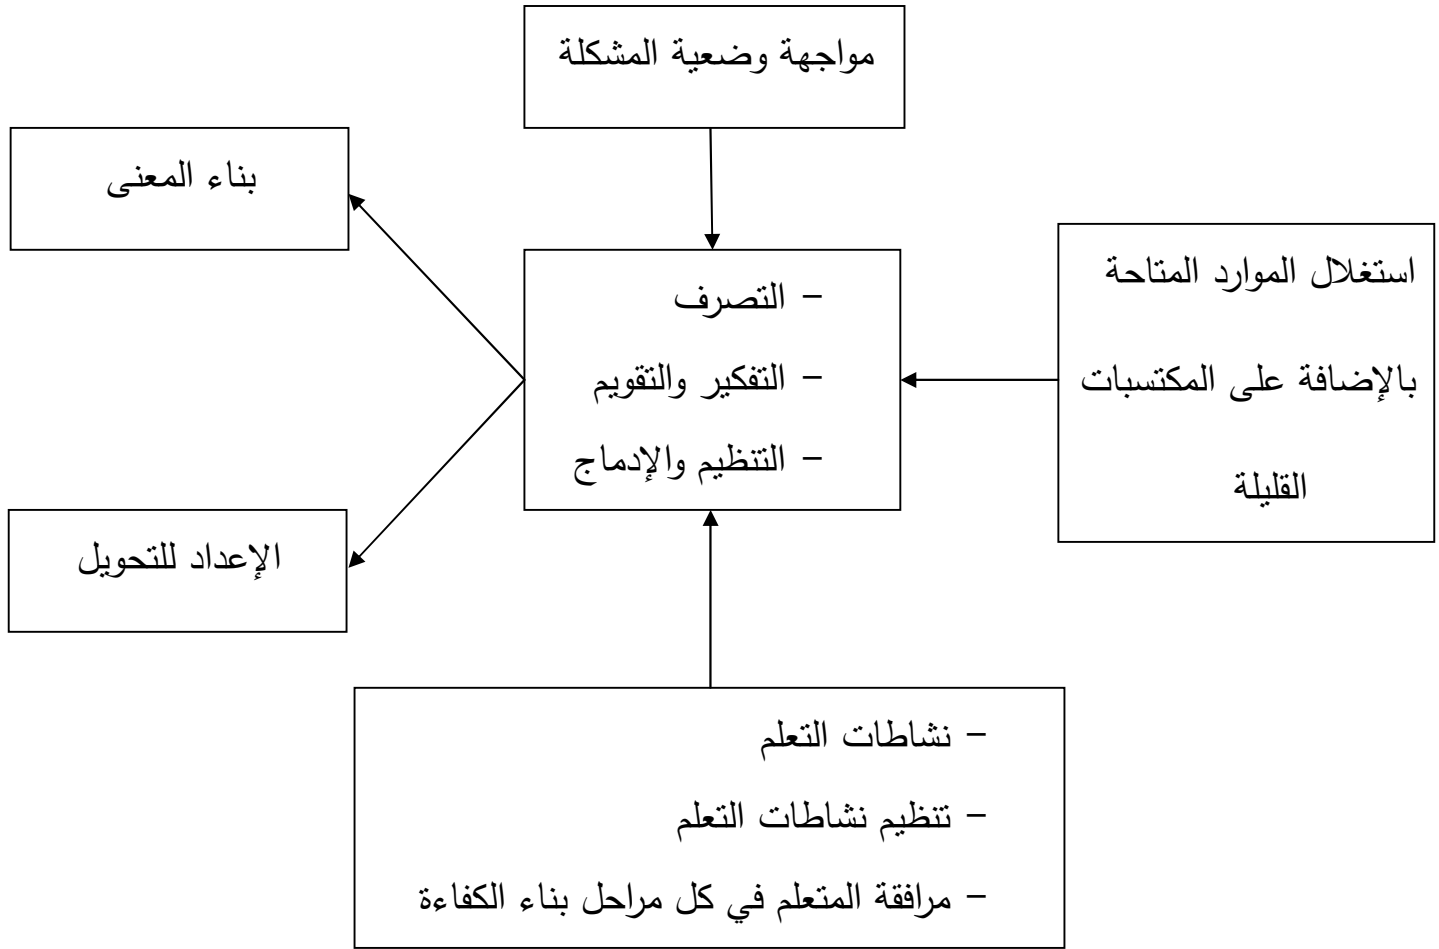 مواجهة وضعية المشكلة
بناء المعنى
استغلال الموارد المتاحة
بالإضافة على المكتسبات
القليلة
- التصرف
- التفكير والتقويم
- التنظيم والإدماج
الإعداد للتحويل
- نشاطات التعلم
- تنظيم نشاطات التعلم
- مرافقة المتعلم في كل مراحل بناء الكفاءة